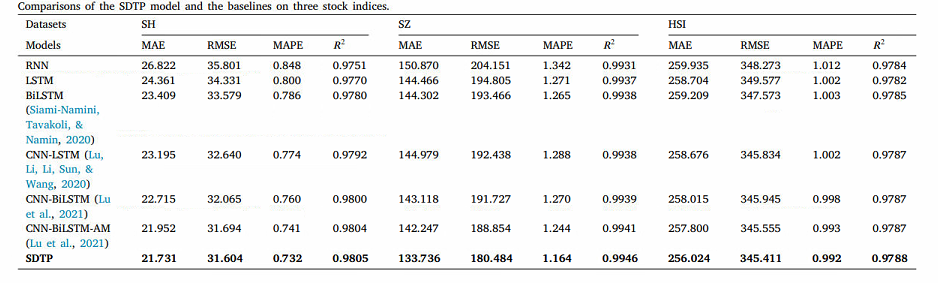 Comparisons of the SDTP model and the baselines on three stock indices.
Datasets SH SZ HSI
Models MAE RMSE MAPE R² MAE RMSE MAPE R² MAE RMSE MAPE R²
RNN 26.822 35.801 0.848 0.9751 150.870 204.151 1.342 0.9931 259.935 348.273 1.012 0.9784
LSTM 24.361 34.331 0.800 0.9770 144.466 194.805 1.271 0.9937 258.704 349.577 1.002 0.9782
BiLSTM 23.409 33.579 0.786 0.9780 144.302 193.466 1.265 0.9938 259.209 347.573 1.003 0.9785
(Siami-Namini,
Tavakoli, &
Namin, 2020)
CNN-LSTM (Lu, 23.195 32.640 0.774 0.9792 144.979 192.438 1.288 0.9938 258.676 345.834 1.002 0.9787
Li, Li, Sun, &
Wang, 2020)
CNN-BiLSTM (Lu 22.715 32.065 0.760 0.9800 143.118 191.727 1.270 0.9939 258.015 345.945 0.998 0.9787
et al., 2021)
CNN-BiLSTM-AM 21.952 31.694 0.741 0.9804 142.247 188.854 1.244 0.9941 257.800 345.555 0.993 0.9787
(Lu et al., 2021)
SDTP 21.731 31.604 0.732 0.9805 133.736 180.484 1.164 0.9946 256.024 345.411 0.992 0.9788